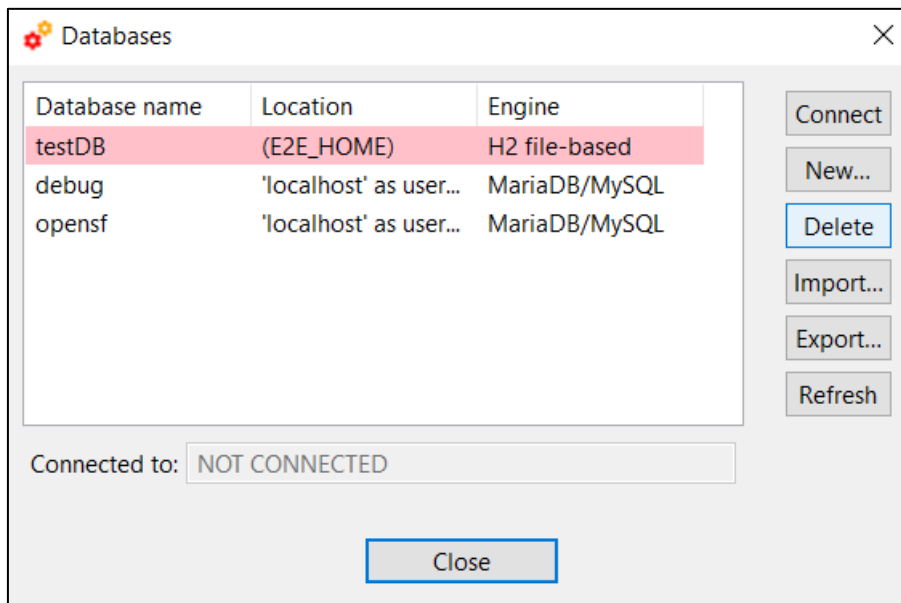 Databases
Database name Location Engine
testDB (E2E_HOME) H2 file-based
debug 'localhost' as user... MariaDB/MySQL
opensf 'localhost' as user... MariaDB/MySQL
Connect
New...
Delete
Import...
Export...
Refresh
Connected to: NOT CONNECTED
Close